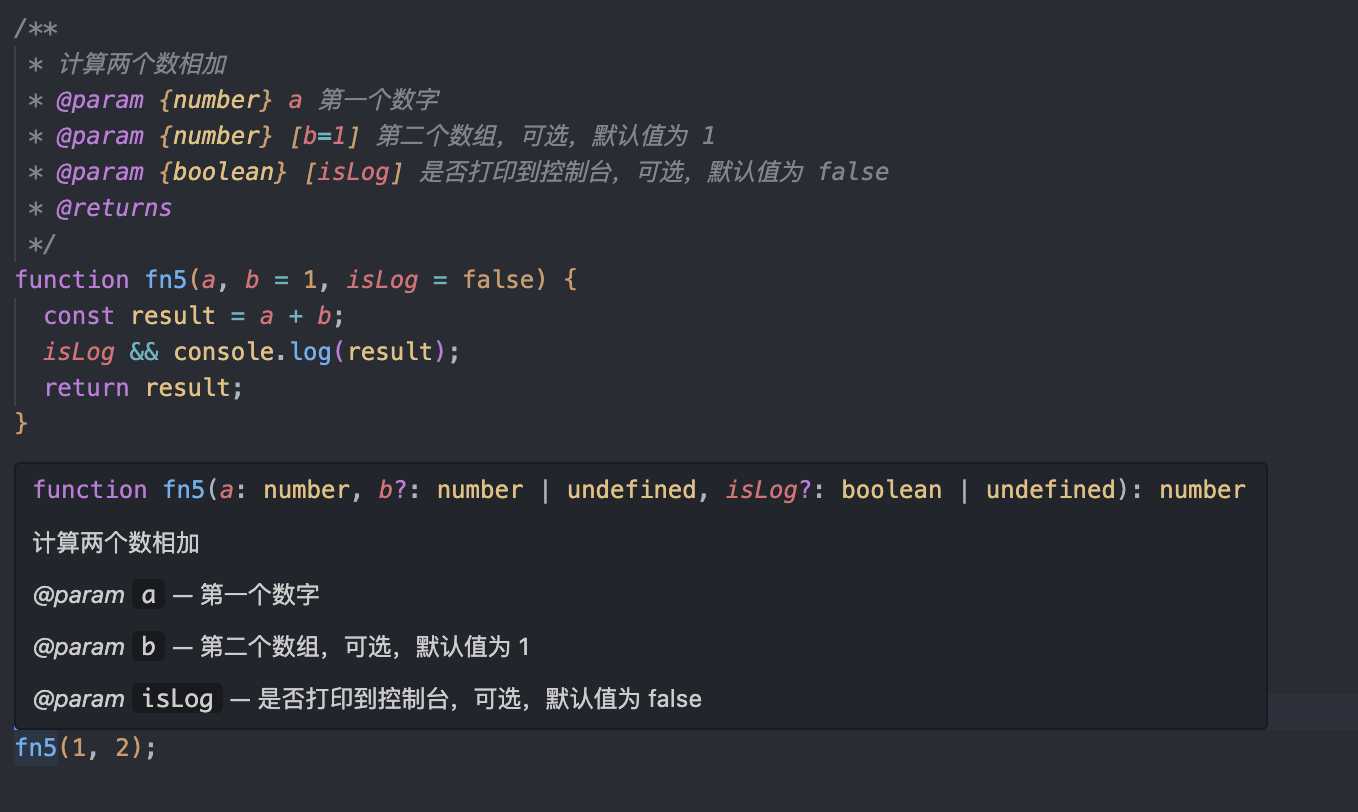 /**
 * 计算两个数相加
 * @param {number} a 第一个数字
 * @param {number} [b=1] 第二个数组，可选，默认值为 1
 * @param {boolean} [isLog] 是否打印到控制台，可选，默认值为 false
 * @returns
 */
function fn5(a, b = 1, isLog = false) {
  const result = a + b;
  isLog && console.log(result);
  return result;
}
function fn5(a: number, b?: number | undefined, isLog?: boolean | undefined): number
计算两个数相加
@param a — 第一个数字
@param b — 第二个数组，可选，默认值为 1
@param isLog — 是否打印到控制台，可选，默认值为 false
fn5(1, 2);